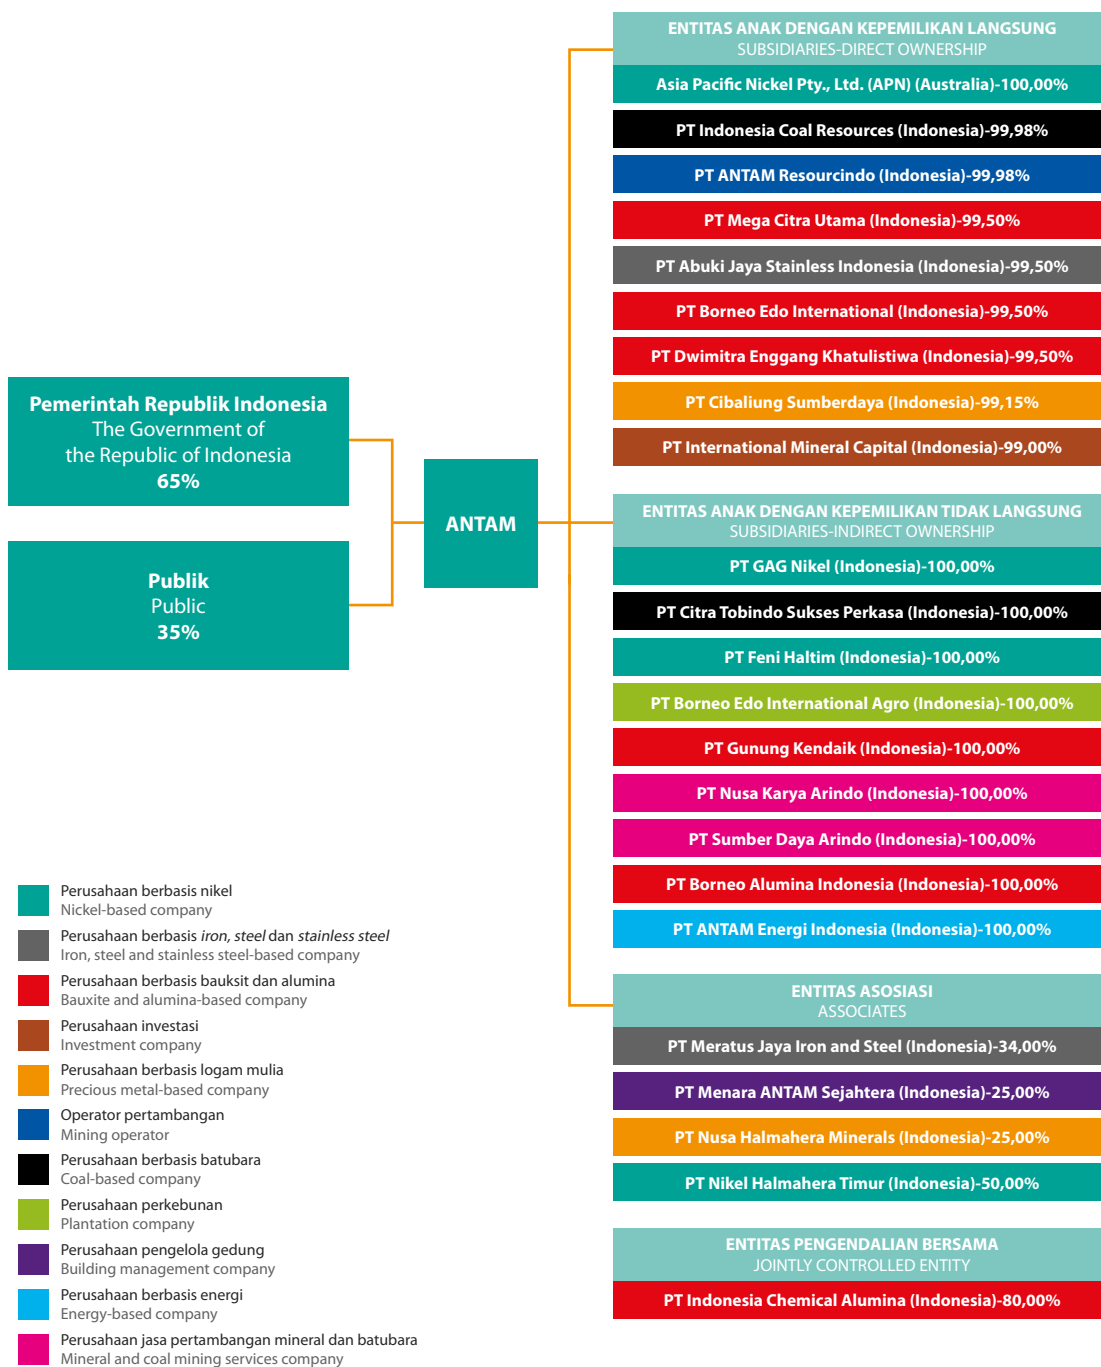 Pemerintah Republik Indonesia
The Government of
the Republic of Indonesia
65%
Publik
Public
35%
ANTAM
ENTITAS ANAK DENGAN KEPEMILIKAN LANGSUNG
SUBSIDIARIES-DIRECT OWNERSHIP
Asia Pacific Nickel Pty., Ltd. (APN) (Australia)-100,00%
PT Indonesia Coal Resources (Indonesia)-99,98%
PT ANTAM Resourcindo (Indonesia)-99,98%
PT Mega Citra Utama (Indonesia)-99,50%
PT Abuki Jaya Stainless Indonesia (Indonesia)-99,50%
PT Borneo Edo International (Indonesia)-99,50%
PT Dwimitra Enggang Khatulistiwa (Indonesia)-99,50%
PT Cibaliung Sumberdaya (Indonesia)-99,15%
PT International Mineral Capital (Indonesia)-99,00%
ENTITAS ANAK DENGAN KEPEMILIKAN TIDAK LANGSUNG
SUBSIDIARIES-INDIRECT OWNERSHIP
PT GAG Nikel (Indonesia)-100,00%
PT Citra Tobindo Sukses Perkasa (Indonesia)-100,00%
PT Feni Haltim (Indonesia)-100,00%
PT Borneo Edo International Agro (Indonesia)-100,00%
PT Gunung Kendaik (Indonesia)-100,00%
PT Nusa Karya Arindo (Indonesia)-100,00%
PT Sumber Daya Arindo (Indonesia)-100,00%
PT Borneo Alumina Indonesia (Indonesia)-100,00%
PT ANTAM Energi Indonesia (Indonesia)-100,00%
ENTITAS ASOSIASI
ASSOCIATES
PT Meratus Jaya Iron and Steel (Indonesia)-34,00%
PT Menara ANTAM Sejahtera (Indonesia)-25,00%
PT Nusa Halmahera Minerals (Indonesia)-25,00%
PT Nikel Halmahera Timur (Indonesia)-50,00%
ENTITAS PENGENDALIAN BERSAMA
JOINTLY CONTROLLED ENTITY
PT Indonesia Chemical Alumina (Indonesia)-80,00%
Perusahaan berbasis nikel
Nickel-based company
Perusahaan berbasis iron, steel dan stainless steel
Iron, steel and stainless steel-based company
Perusahaan berbasis bauksit dan alumina
Bauxite and alumina-based company
Perusahaan investasi
Investment company
Perusahaan berbasis logam mulia
Precious metal-based company
Operator pertambangan
Mining operator
Perusahaan berbasis batubara
Coal-based company
Perusahaan perkebunan
Plantation company
Perusahaan pengelola gedung
Building management company
Perusahaan berbasis energi
Energy-based company
Perusahaan jasa pertambangan mineral dan batubara
Mineral and coal mining services company